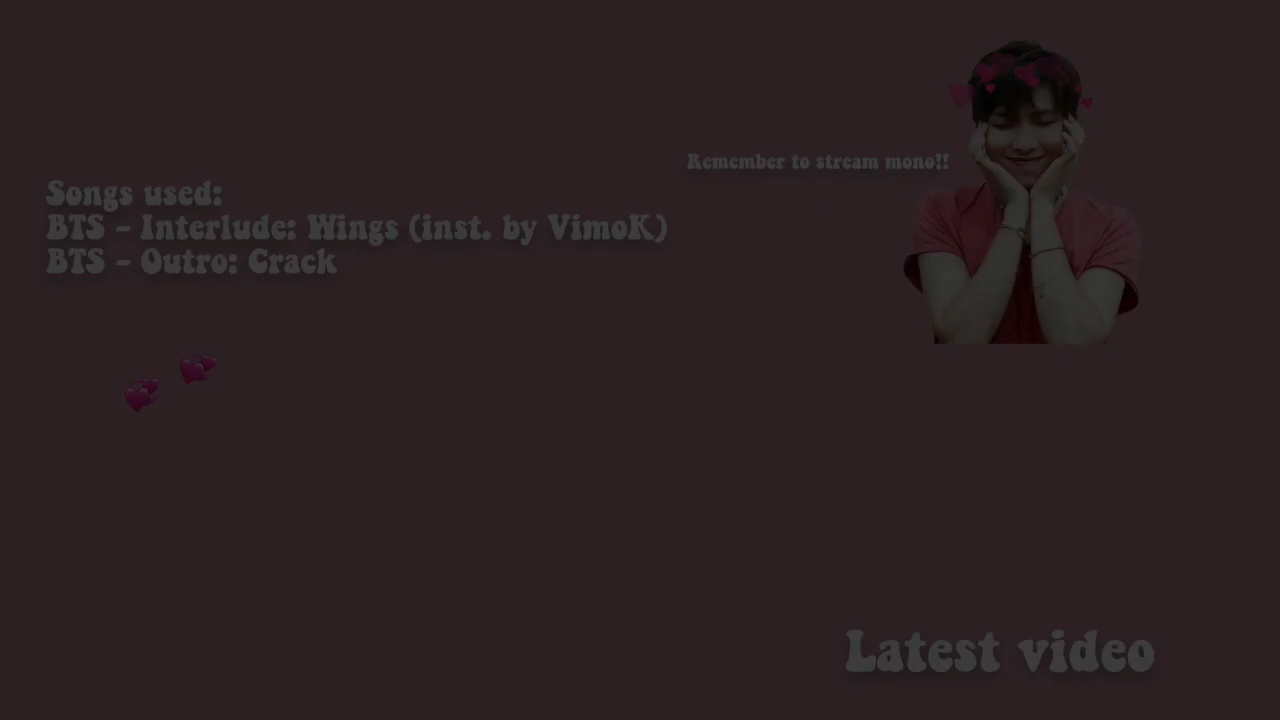 Remember to stream mono!!
Songs used:
BTS - Interlude: Wings (inst. by VimoK)
BTS - Outro: Crack
Latest video